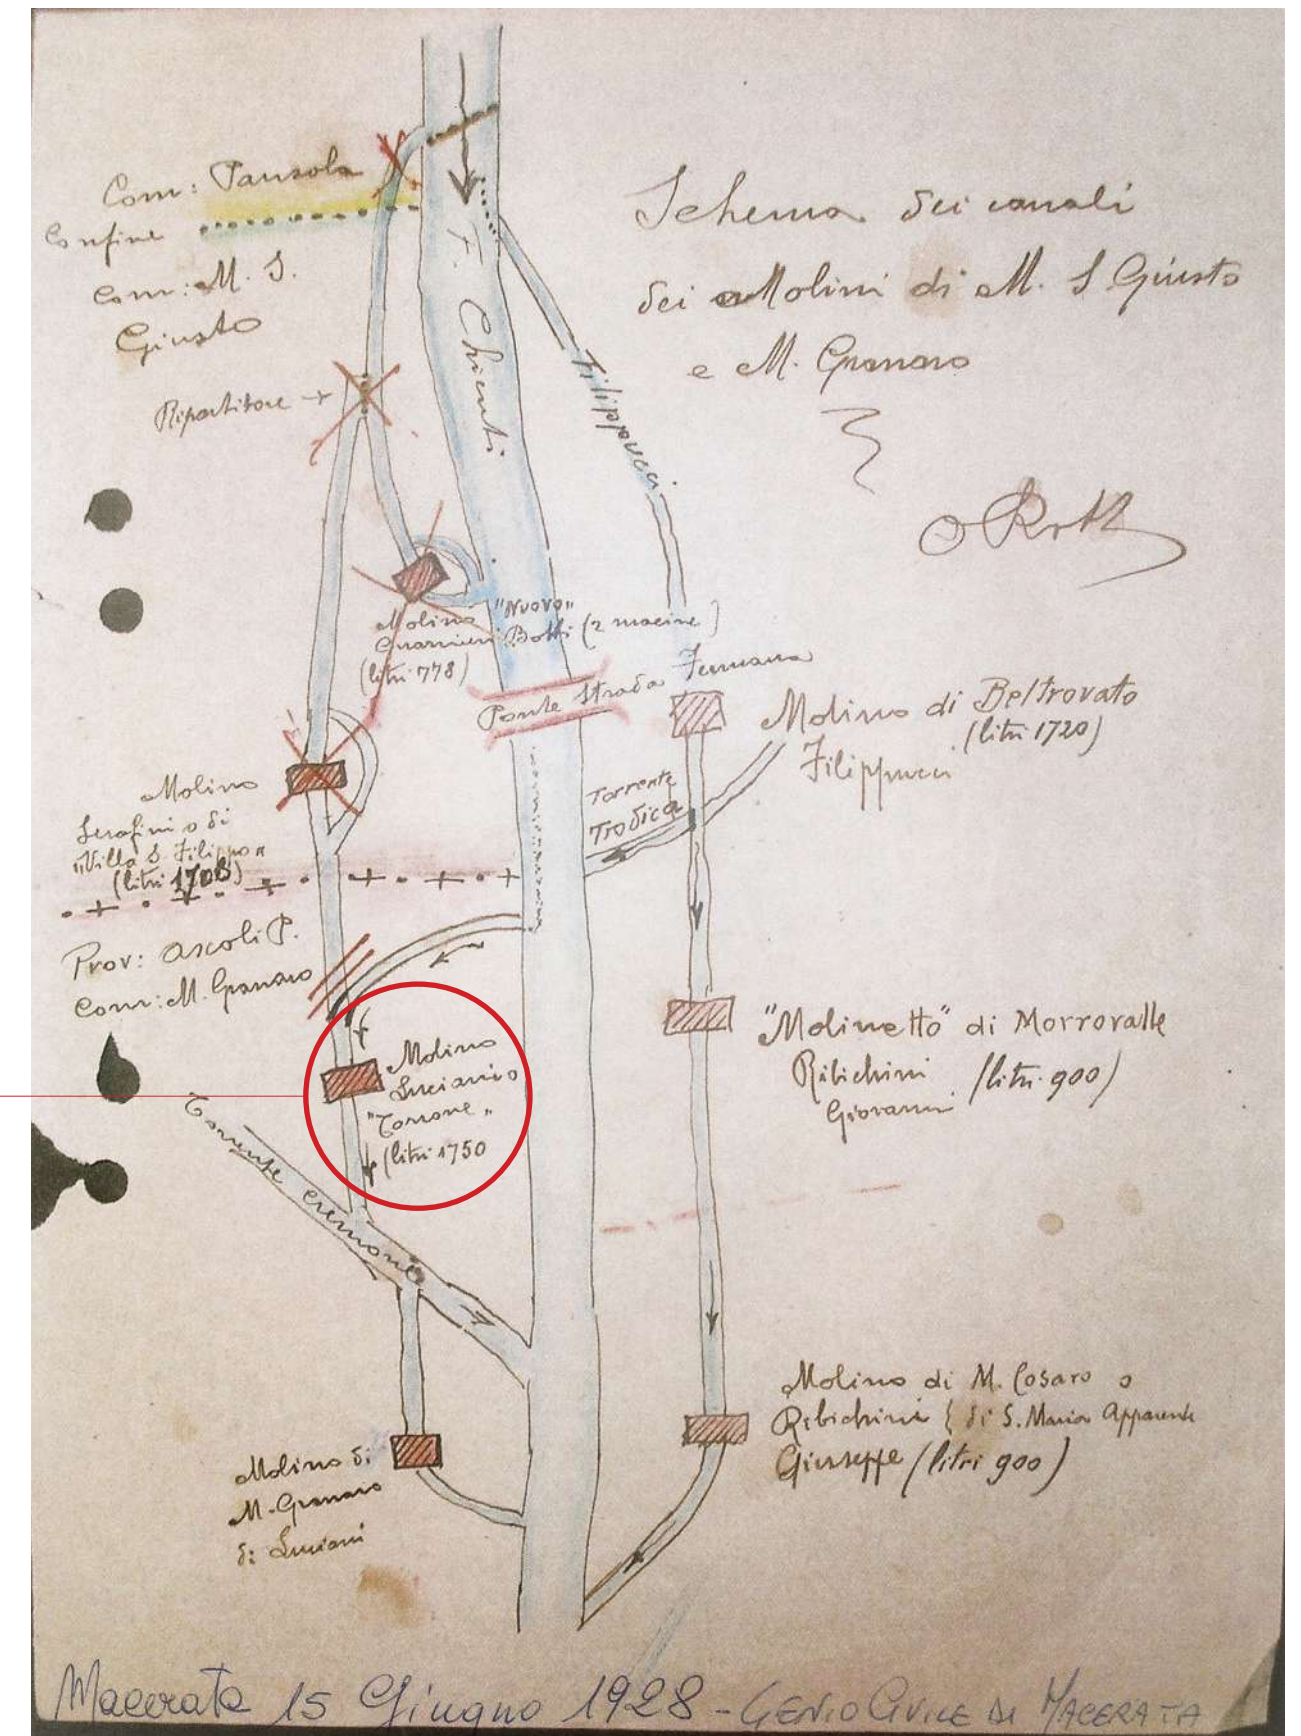 Schema dei canali
dei Molini di M. S Giusto
e M. Granaro
Com: Pausola
Confine
Com: M. S.
Giusto
F. Chienti
Filippucci
Ripartitore
Molino "Nuovo"
Guarnieri Botti (2 macine)
(litri 778)
Ponte Strada Fermana
Molino di Beltrovato
Filippucci (litri 1720)
Torrente
Trodica
Molino
Serafini o di
"Villa S. Filippo"
(litri 1708)
Prov: Ascoli P.
Com: M. Granaro
Molino
Luciani o
"Torrone"
(litri 1750
"Molinetto" di Morrovalle
Ribichini (litri 900)
Giovanni
Torrente Cremone
Molino di M. Cosaro o
Ribichini { di S. Maria Apparente
Giuseppe (litri 900)
Molino di
M. Granaro
di Luciani
Macerata 15 Giugno 1928 - GENIO CIVILE DI MACERATA